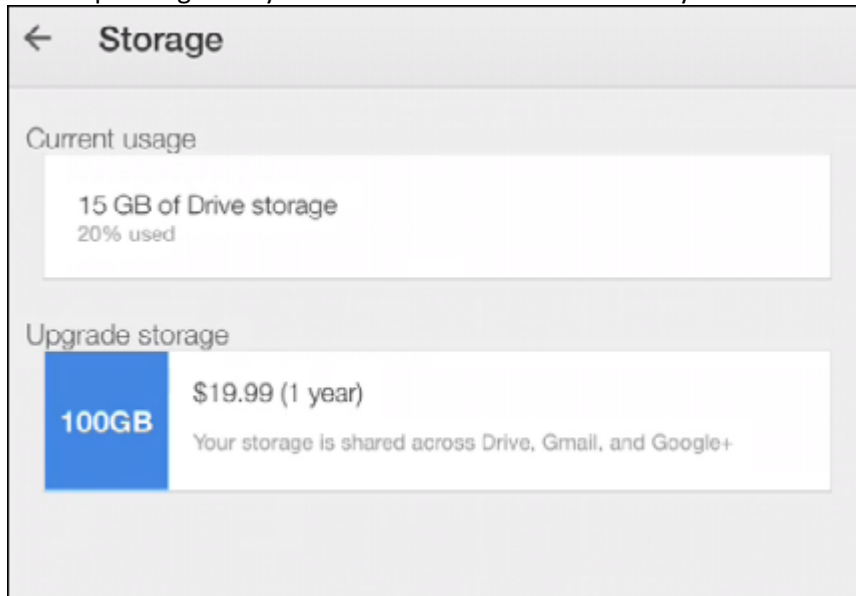 Storage
Current usage
15 GB of Drive storage
20% used
Upgrade storage
100GB
$19.99 (1 year)
Your storage is shared across Drive, Gmail, and Google+